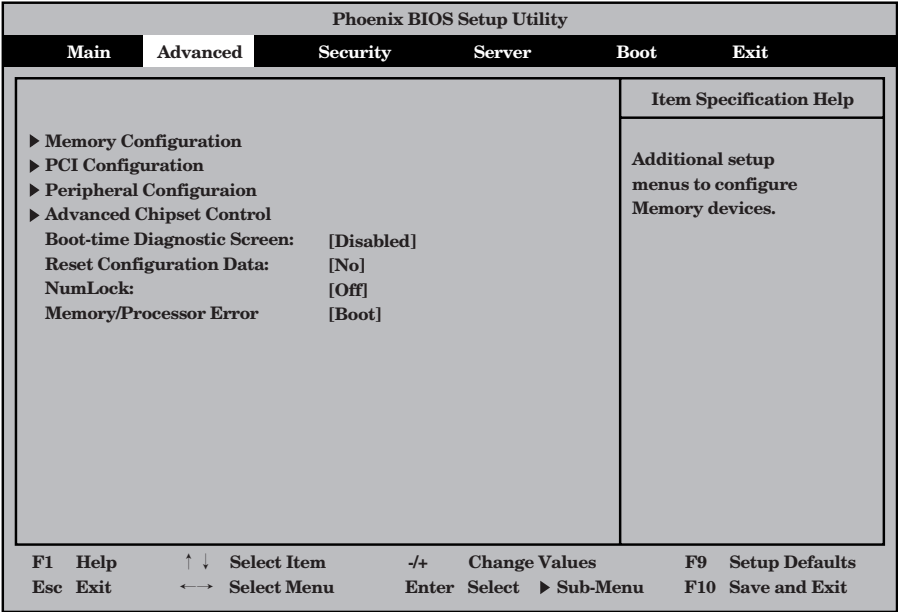 Phoenix BIOS Setup Utility
Main Advanced Security Server Boot Exit
Item Specification Help
Memory Configuration
PCI Configuration
Peripheral Configuraion
Advanced Chipset Control
Boot-time Diagnostic Screen: [Disabled]
Reset Configuration Data: [No]
NumLock: [Off]
Memory/Processor Error [Boot]
Additional setup
menus to configure
Memory devices.
F1 Help ↑ ↓ Select Item -/+ Change Values F9 Setup Defaults
Esc Exit ←→ Select Menu Enter Select ▶ Sub-Menu F10 Save and Exit